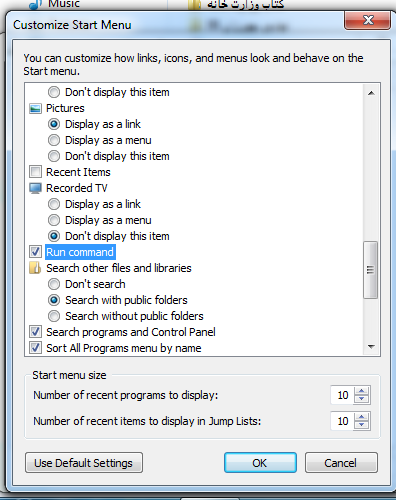 Music
کتابی وزارت خانه
Customize Start Menu
You can customize how links, icons, and menus look and behave on the
Start menu.
Don't display this item
Pictures
Display as a link
Display as a menu
Don't display this item
Recent Items
Recorded TV
Display as a link
Display as a menu
Don't display this item
Run command
Search other files and libraries
Don't search
Search with public folders
Search without public folders
Search programs and Control Panel
Sort All Programs menu by name
Start menu size
Number of recent programs to display: 10
Number of recent items to display in Jump Lists: 10
Use Default Settings OK Cancel